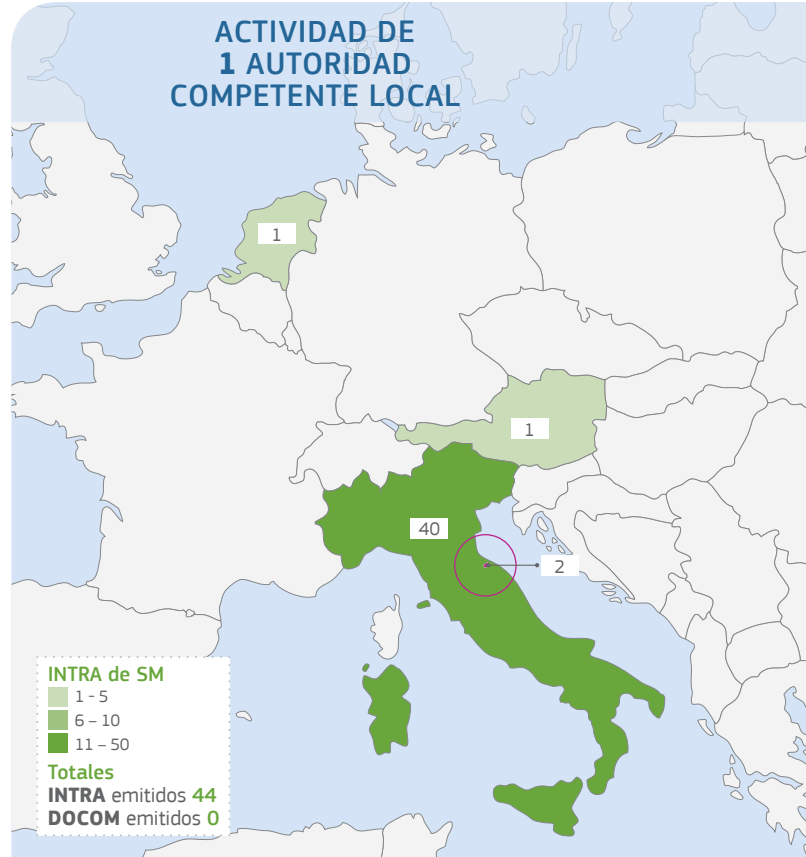 ACTIVIDAD DE
1 AUTORIDAD
COMPETENTE LOCAL
1
1
40
2
INTRA de SM
1 - 5
6 – 10
11 – 50
Totales
INTRA emitidos 44
DOCOM emitidos 0